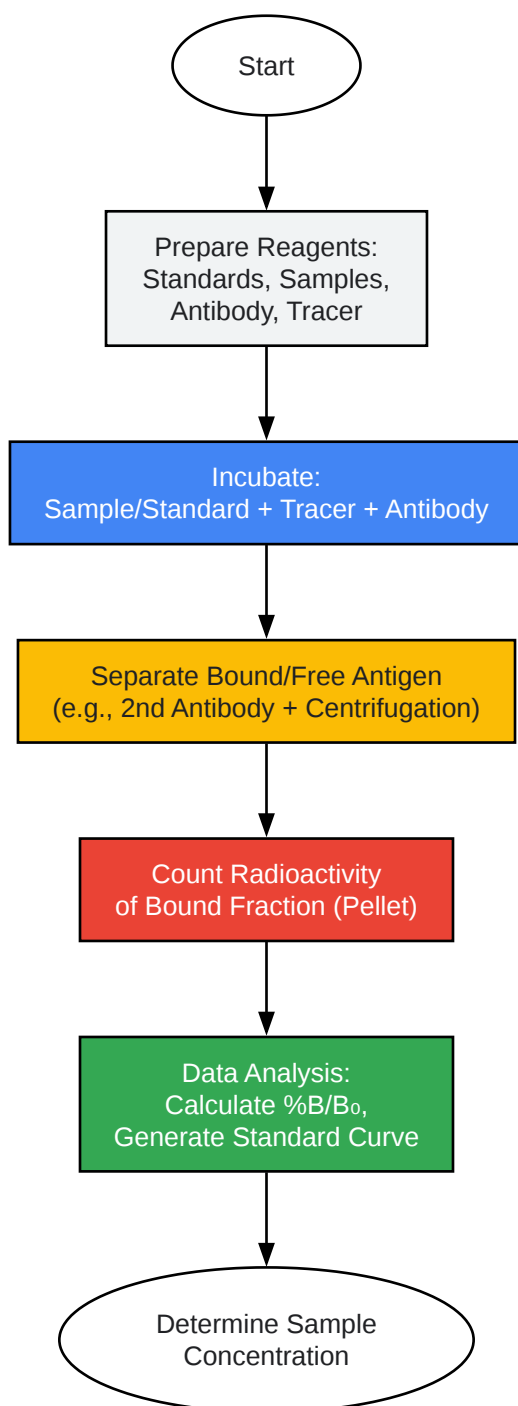 Start
Prepare Reagents:
Standards, Samples,
Antibody, Tracer
Incubate:
Sample/Standard + Tracer + Antibody
Separate Bound/Free Antigen
(e.g., 2nd Antibody + Centrifugation)
Count Radioactivity
of Bound Fraction (Pellet)
Data Analysis:
Calculate %B/B₀,
Generate Standard Curve
Determine Sample
Concentration